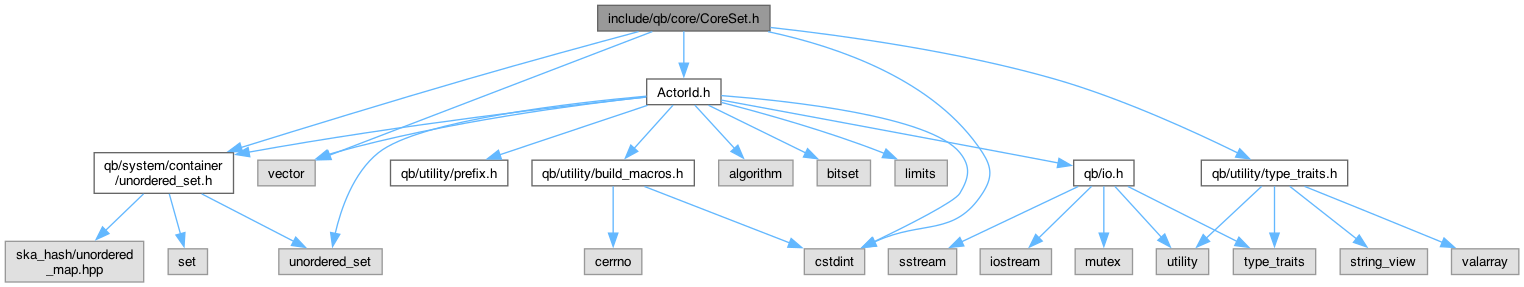 include/qb/core/CoreSet.h
ActorId.h
qb/system/container
/unordered_set.h
vector
qb/utility/prefix.h
qb/utility/build_macros.h
algorithm
bitset
limits
qb/io.h
qb/utility/type_traits.h
ska_hash/unordered
_map.hpp
set
unordered_set
cerrno
cstdint
sstream
iostream
mutex
utility
type_traits
string_view
valarray